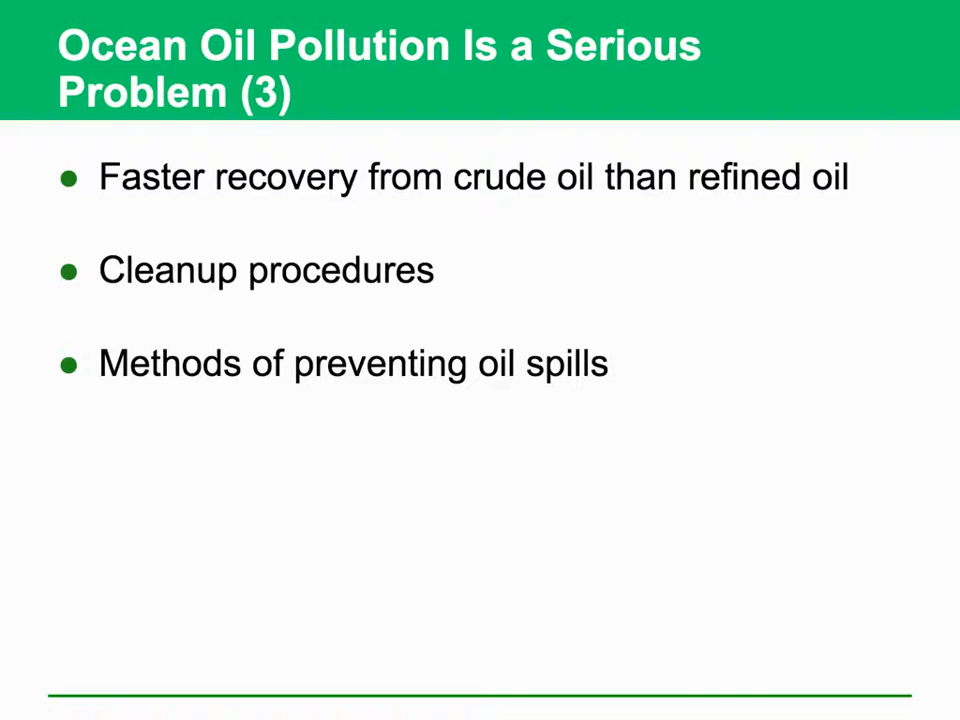 Ocean Oil Pollution Is a Serious
Problem (3)
● Faster recovery from crude oil than refined oil
● Cleanup procedures
● Methods of preventing oil spills